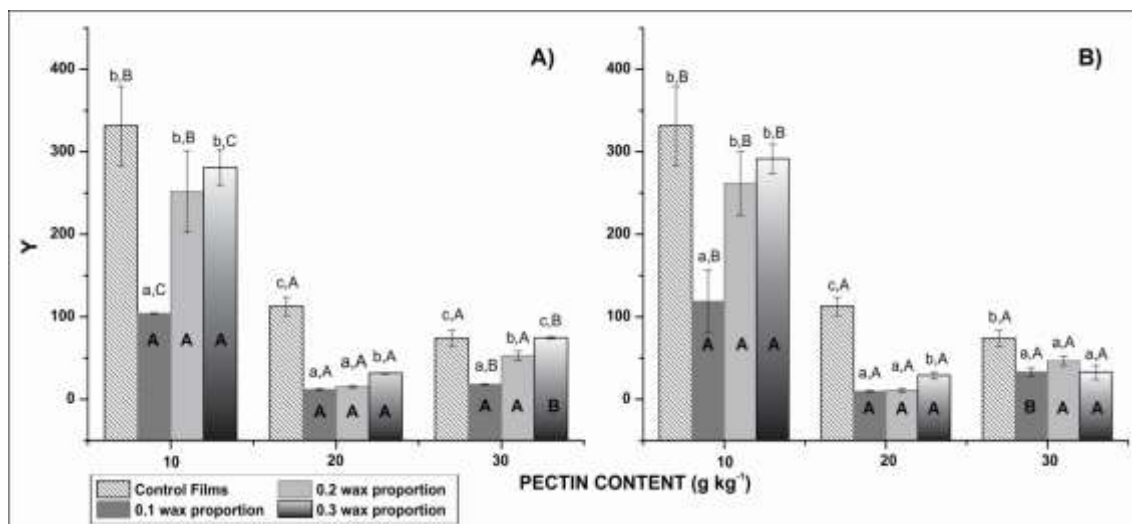 A)
B)
b,B
b,B
b,C
a,C
c,A
a,A
a,A
b,A
c,A
a,B
b,A
c,B
A
A
A
A
A
A
A
A
B
b,B
b,B
b,B
a,B
c,A
a,A
a,A
b,A
b,A
a,A
a,A
a,A
A
A
A
A
A
A
B
A
A
Y
400
300
200
100
0
400
300
200
100
0
10
20
30
10
20
30
PECTIN CONTENT (g kg⁻¹)
Control Films
0.2 wax proportion
0.1 wax proportion
0.3 wax proportion